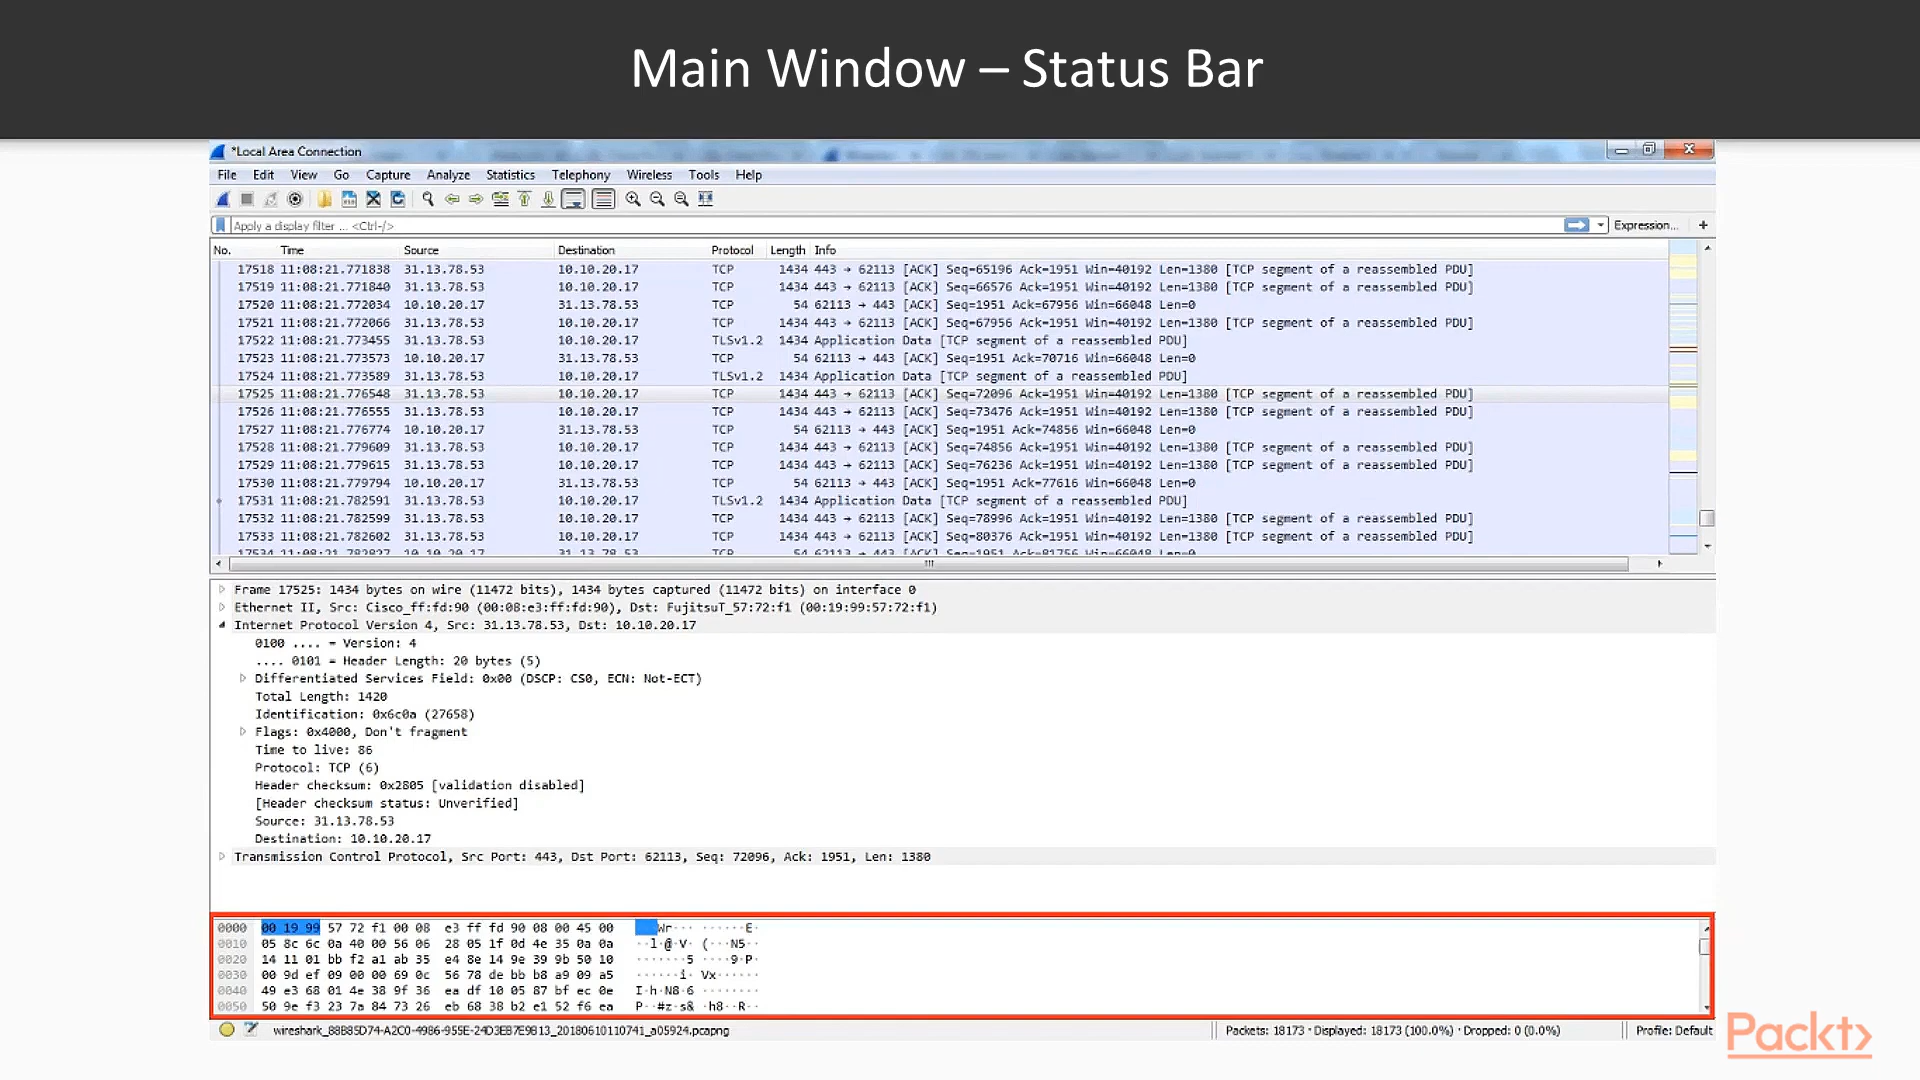 Main Window – Status Bar
*Local Area Connection
File Edit View Go Capture Analyze Statistics Telephony Wireless Tools Help
Apply a display filter ... <Ctrl-/> Expression... +
No. Time Source Destination Protocol Length Info
17518 11:08:21.771838 31.13.78.53 10.10.20.17 TCP 1434 443 → 62113 [ACK] Seq=65196 Ack=1951 Win=40192 Len=1380 [TCP segment of a reassembled PDU]
17519 11:08:21.771840 31.13.78.53 10.10.20.17 TCP 1434 443 → 62113 [ACK] Seq=66576 Ack=1951 Win=40192 Len=1380 [TCP segment of a reassembled PDU]
17520 11:08:21.772034 10.10.20.17 31.13.78.53 TCP 54 62113 → 443 [ACK] Seq=1951 Ack=67956 Win=66048 Len=0
17521 11:08:21.772066 31.13.78.53 10.10.20.17 TCP 1434 443 → 62113 [ACK] Seq=67956 Ack=1951 Win=40192 Len=1380 [TCP segment of a reassembled PDU]
17522 11:08:21.773455 31.13.78.53 10.10.20.17 TLSv1.2 1434 Application Data [TCP segment of a reassembled PDU]
17523 11:08:21.773573 10.10.20.17 31.13.78.53 TCP 54 62113 → 443 [ACK] Seq=1951 Ack=70716 Win=66048 Len=0
17524 11:08:21.773589 31.13.78.53 10.10.20.17 TLSv1.2 1434 Application Data [TCP segment of a reassembled PDU]
17525 11:08:21.776548 31.13.78.53 10.10.20.17 TCP 1434 443 → 62113 [ACK] Seq=72096 Ack=1951 Win=40192 Len=1380 [TCP segment of a reassembled PDU]
17526 11:08:21.776555 31.13.78.53 10.10.20.17 TCP 1434 443 → 62113 [ACK] Seq=73476 Ack=1951 Win=40192 Len=1380 [TCP segment of a reassembled PDU]
17527 11:08:21.776774 10.10.20.17 31.13.78.53 TCP 54 62113 → 443 [ACK] Seq=1951 Ack=74856 Win=66048 Len=0
17528 11:08:21.779609 31.13.78.53 10.10.20.17 TCP 1434 443 → 62113 [ACK] Seq=74856 Ack=1951 Win=40192 Len=1380 [TCP segment of a reassembled PDU]
17529 11:08:21.779615 31.13.78.53 10.10.20.17 TCP 1434 443 → 62113 [ACK] Seq=76236 Ack=1951 Win=40192 Len=1380 [TCP segment of a reassembled PDU]
17530 11:08:21.779794 10.10.20.17 31.13.78.53 TCP 54 62113 → 443 [ACK] Seq=1951 Ack=77616 Win=66048 Len=0
17531 11:08:21.782591 31.13.78.53 10.10.20.17 TLSv1.2 1434 Application Data [TCP segment of a reassembled PDU]
17532 11:08:21.782599 31.13.78.53 10.10.20.17 TCP 1434 443 → 62113 [ACK] Seq=78996 Ack=1951 Win=40192 Len=1380 [TCP segment of a reassembled PDU]
17533 11:08:21.782602 31.13.78.53 10.10.20.17 TCP 1434 443 → 62113 [ACK] Seq=80376 Ack=1951 Win=40192 Len=1380 [TCP segment of a reassembled PDU]
17534 11:08:21.782827 10.10.20.17 31.13.78.53 TCP 54 62113 → 443 [ACK] Seq=1951 Ack=81756 Win=66048 Len=0
Frame 17525: 1434 bytes on wire (11472 bits), 1434 bytes captured (11472 bits) on interface 0
Ethernet II, Src: Cisco_ff:fd:90 (00:08:e3:ff:fd:90), Dst: FujitsuT_57:72:f1 (00:19:99:57:72:f1)
Internet Protocol Version 4, Src: 31.13.78.53, Dst: 10.10.20.17
0100 .... = Version: 4
.... 0101 = Header Length: 20 bytes (5)
Differentiated Services Field: 0x00 (DSCP: CS0, ECN: Not-ECT)
Total Length: 1420
Identification: 0x6c0a (27658)
Flags: 0x4000, Don't fragment
Time to live: 86
Protocol: TCP (6)
Header checksum: 0x2805 [validation disabled]
[Header checksum status: Unverified]
Source: 31.13.78.53
Destination: 10.10.20.17
Transmission Control Protocol, Src Port: 443, Dst Port: 62113, Seq: 72096, Ack: 1951, Len: 1380
0000 00 19 99 57 72 f1 00 08 e3 ff fd 90 08 00 45 00 Wr··· ······E·
0010 05 8c 6c 0a 40 00 56 06 28 05 1f 0d 4e 35 0a 0a ··l·@·V· (···N5··
0020 14 11 01 bb f2 a1 ab 35 e4 8e 14 9e 39 9b 50 10 ·······5 ····9·P·
0030 00 9d ef 09 00 00 69 0c 56 78 de bb b8 a9 09 a5 ······i· Vx······
0040 49 e3 68 01 4e 38 9f 36 ea df 10 05 87 bf ec 0e I·h·N8·6 ········
0050 50 9e f3 23 7a 84 73 26 eb 68 38 b2 e1 52 f6 ea P··#z·s& ·h8··R··
wireshark_88B85D74-A2C0-4986-955E-24D3EB7E9B13_20180610110741_a05924.pcapng Packets: 18173 · Displayed: 18173 (100.0%) · Dropped: 0 (0.0%) Profile: Default
Packt>